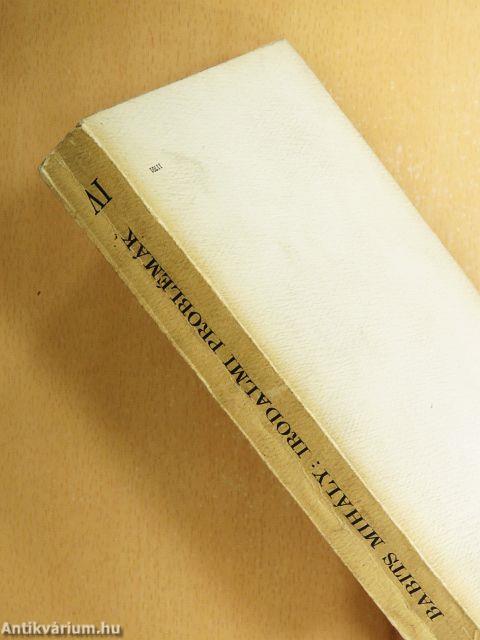 BABITS MIHÁLY: IRODALMI PROBLÉMÁK
IV
Antikvárium.hu